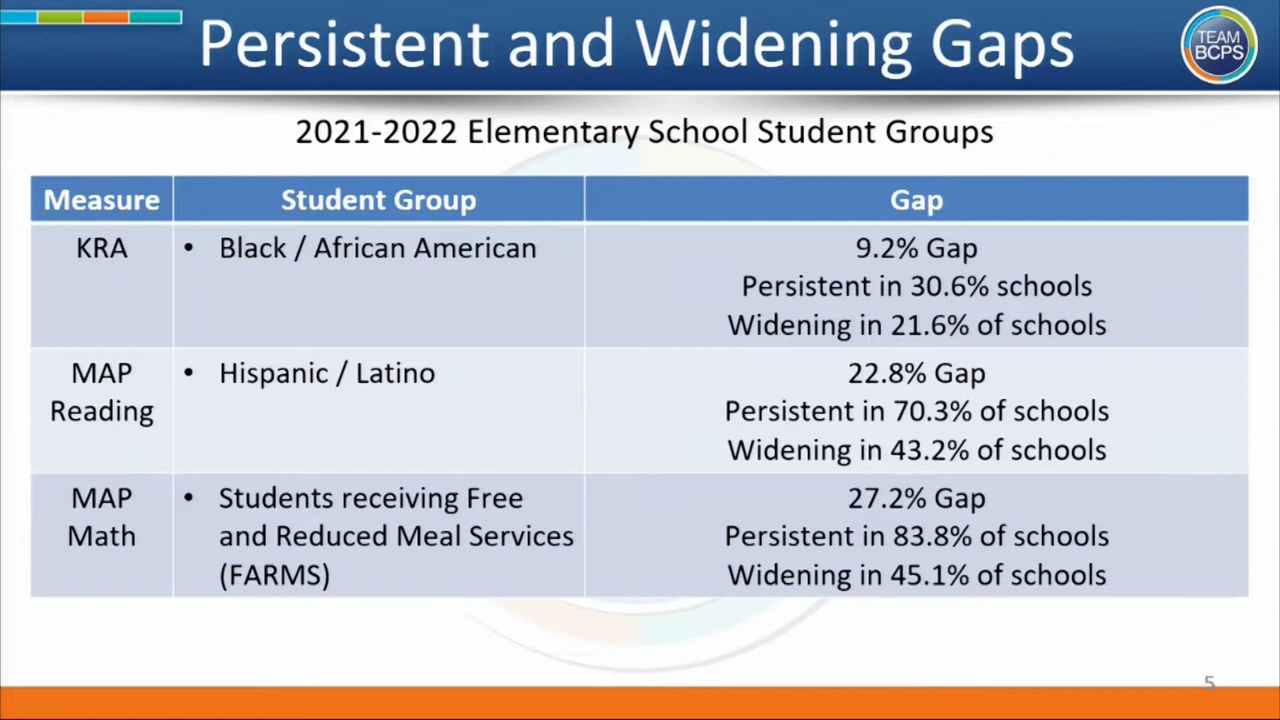 Persistent and Widening Gaps
TEAM
BCPS
2021-2022 Elementary School Student Groups
Measure Student Group Gap
KRA • Black / African American 9.2% Gap
Persistent in 30.6% schools
Widening in 21.6% of schools
MAP • Hispanic / Latino 22.8% Gap
Reading Persistent in 70.3% of schools
Widening in 43.2% of schools
MAP • Students receiving Free 27.2% Gap
Math and Reduced Meal Services Persistent in 83.8% of schools
(FARMS) Widening in 45.1% of schools
5